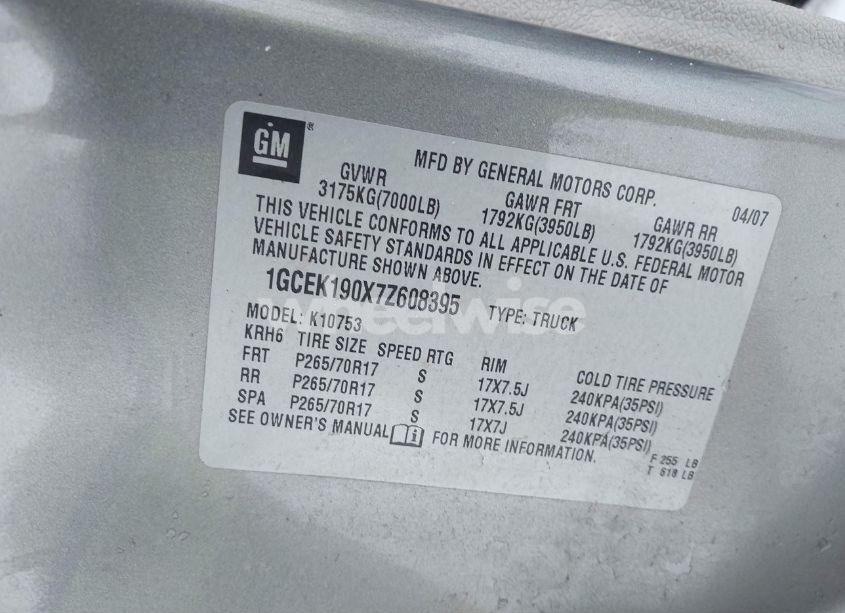 GM®
MFD BY GENERAL MOTORS CORP. 04/07
GVWR GAWR FRT GAWR RR
3175KG(7000LB) 1792KG(3950LB) 1792KG(3950LB)
THIS VEHICLE CONFORMS TO ALL APPLICABLE U.S. FEDERAL MOTOR
VEHICLE SAFETY STANDARDS IN EFFECT ON THE DATE OF
MANUFACTURE SHOWN ABOVE.
1GCEK190X7Z608395 TYPE: TRUCK
wheelwise
MODEL: K10753
KRH6 TIRE SIZE SPEED RTG RIM COLD TIRE PRESSURE
FRT P265/70R17 S 17X7.5J 240KPA(35PSI)
RR P265/70R17 S 17X7.5J 240KPA(35PSI)
SPA P265/70R17 S 17X7J 240KPA(35PSI)
SEE OWNER'S MANUAL FOR MORE INFORMATION.
F 255 LB
T 618 LB